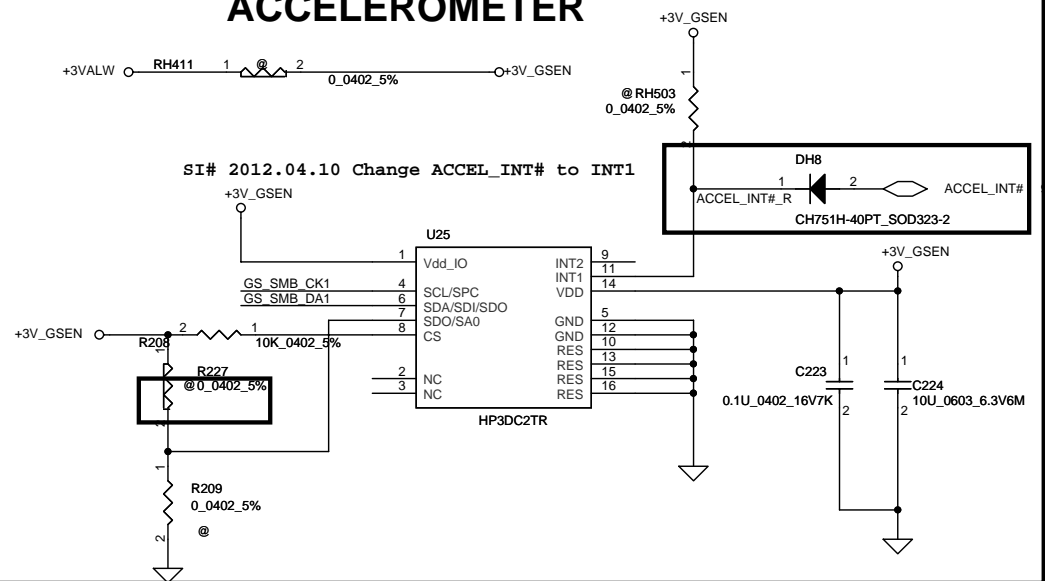 ACCELEROMETER
+3VALW
RH411
1
@
2
0_0402_5%
+3V_GSEN
+3V_GSEN
1
@ RH503
0_0402_5%
2
SI# 2012.04.10 Change ACCEL_INT# to INT1
DH8
1
2
ACCEL_INT#_R
ACCEL_INT#
CH751H-40PT_SOD323-2
+3V_GSEN
U25
1
Vdd_IO
GS_SMB_CK1
4
SCL/SPC
GS_SMB_DA1
6
SDA/SDI/SDO
7
SDO/SA0
8
CS
2
NC
3
NC
9
INT2
11
INT1
14
VDD
5
GND
12
GND
10
RES
13
RES
15
RES
16
RES
HP3DC2TR
+3V_GSEN
2
1
R208
10K_0402_5%
1
R227
@ 0_0402_5%
2
1
R209
0_0402_5%
2
@
+3V_GSEN
1
C223
0.1U_0402_16V7K
2
1
C224
10U_0603_6.3V6M
2